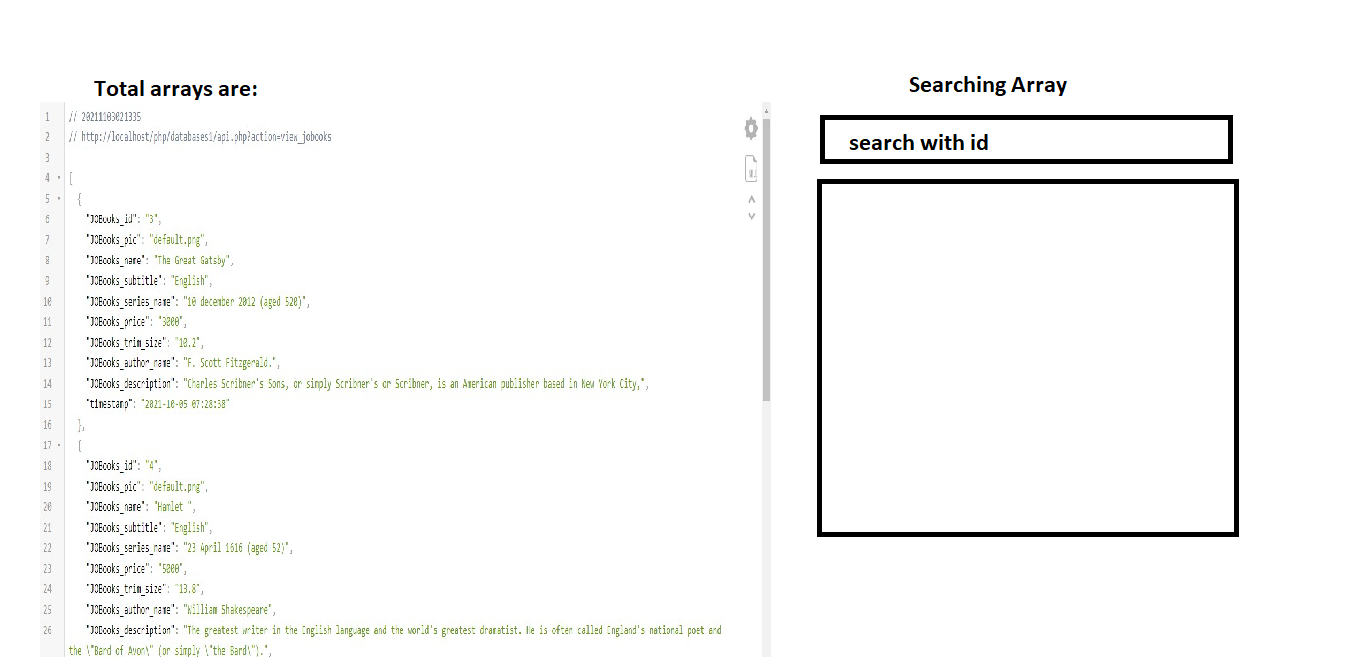 Total arrays are:
1 // 20211103021335
2 // http://localhost/php/databases1/api.php?action=view_jobooks
3
4 [
5 {
6 "JOBooks_id": "3",
7 "JOBooks_pic": "default.png",
8 "JOBooks_name": "The Great Gatsby",
9 "JOBooks_subtitle": "English",
10 "JOBooks_series_name": "10 december 2012 (aged 520)",
11 "JOBooks_price": "3000",
12 "JOBooks_trim_size": "10.2",
13 "JOBooks_author_name": "F. Scott Fitzgerald.",
14 "JOBooks_description": "Charles Scribner's Sons, or simply Scribner's or Scribner, is an American publisher based in New York City,",
15 "timestamp": "2021-10-05 07:28:38"
16 },
17 {
18 "JOBooks_id": "4",
19 "JOBooks_pic": "default.png",
20 "JOBooks_name": "Hamlet ",
21 "JOBooks_subtitle": "English",
22 "JOBooks_series_name": "23 April 1616 (aged 52)",
23 "JOBooks_price": "5000",
24 "JOBooks_trim_size": "13.8",
25 "JOBooks_author_name": "William Shakespeare",
26 "JOBooks_description": "The greatest writer in the English language and the world's greatest dramatist. He is often called England's national poet and
the \"Bard of Avon\" (or simply \"the Bard\").",
Searching Array
search with id